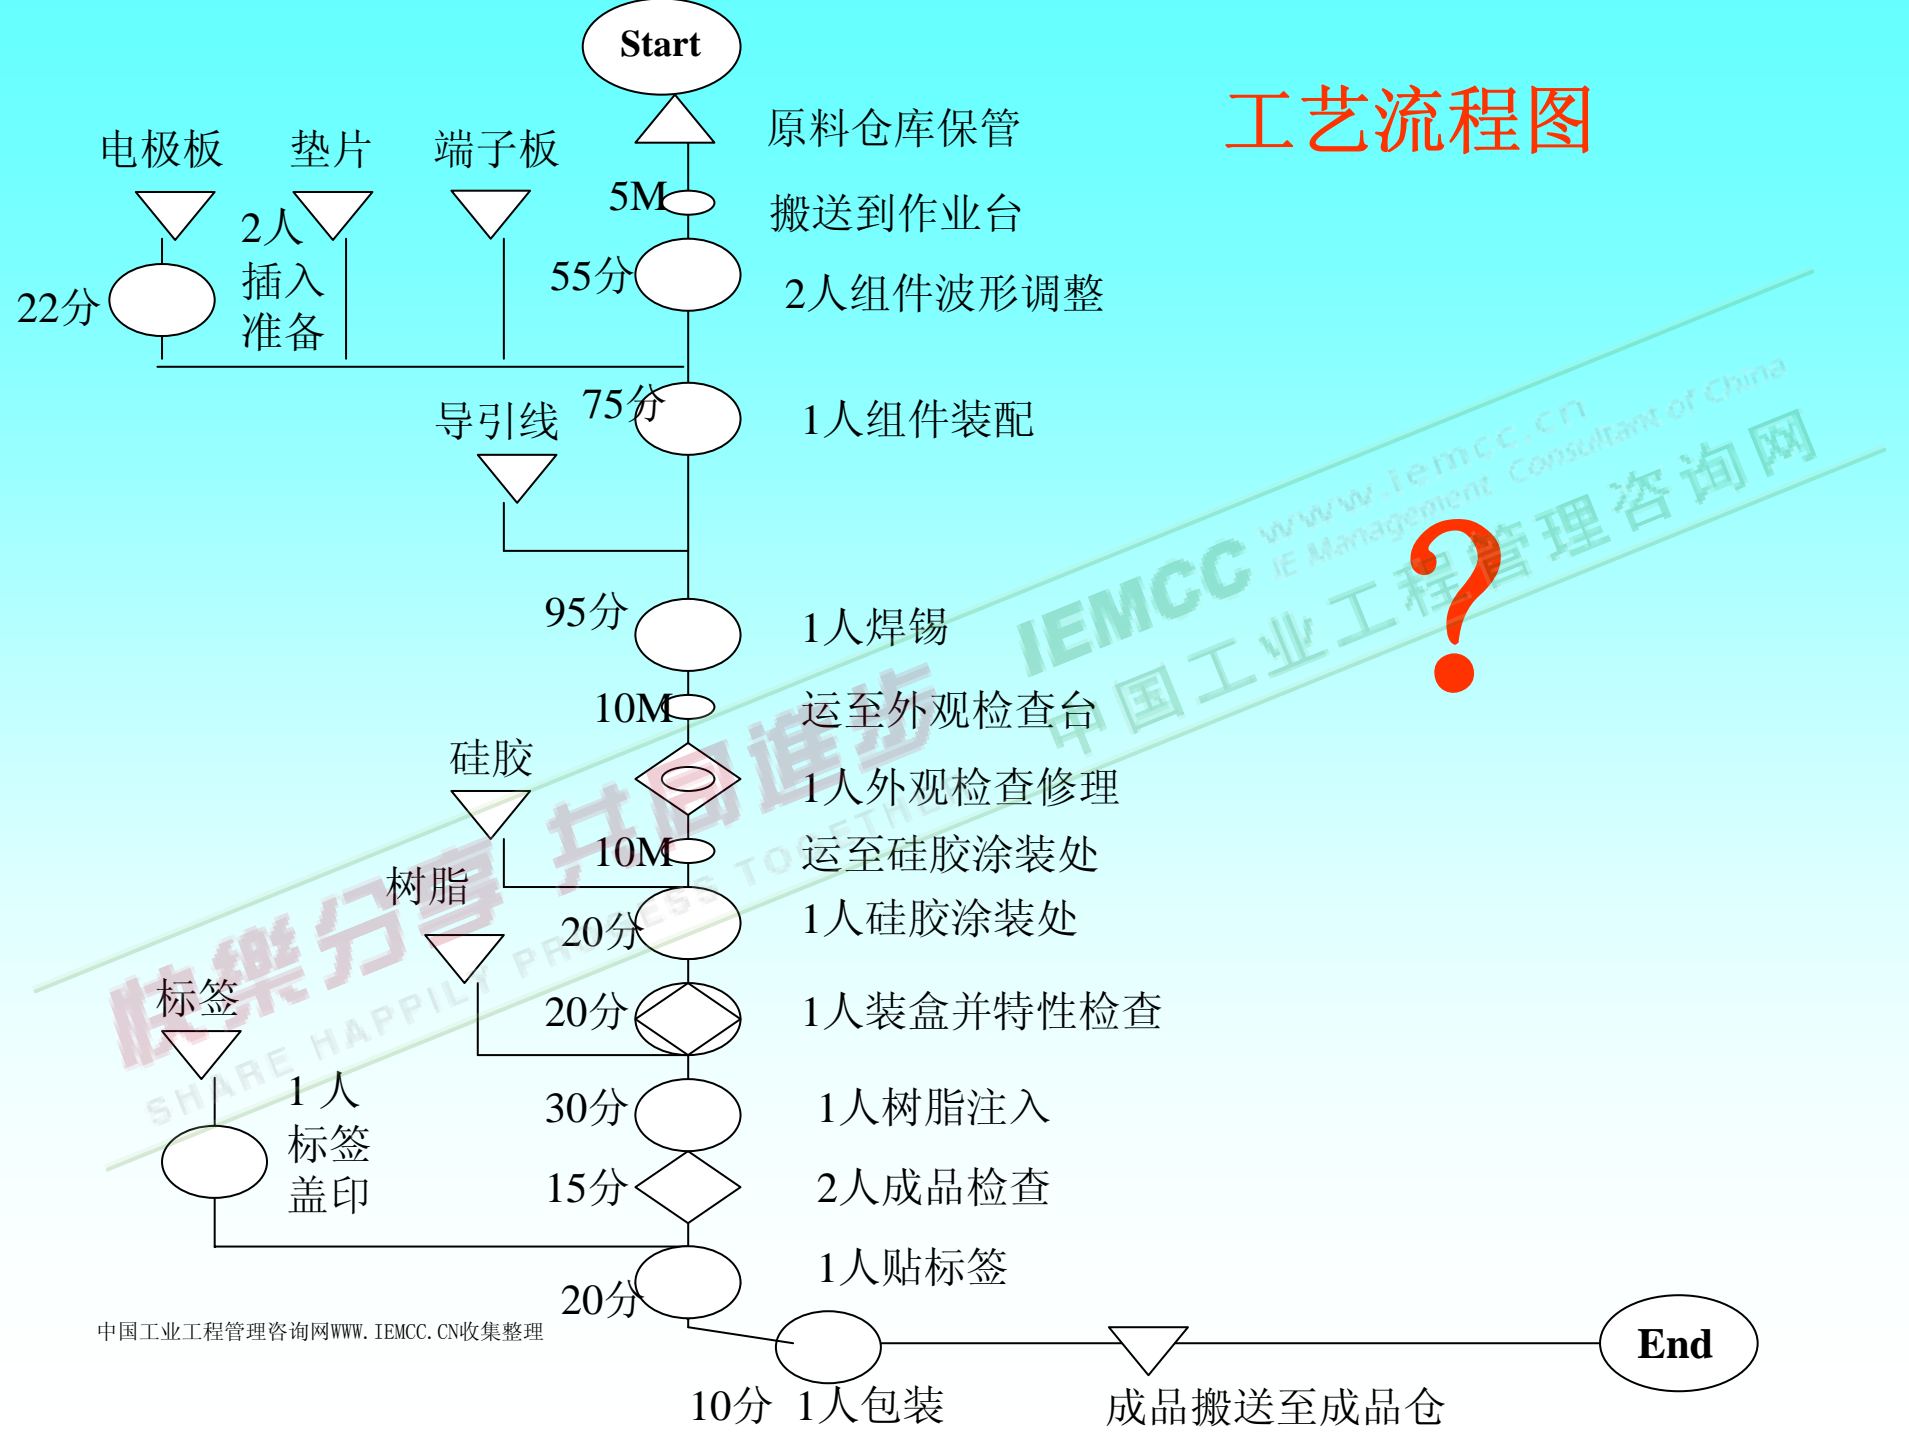 Start
工艺流程图
原料仓库保管
电极板
垫片
端子板
5M
搬送到作业台
2人
插入
准备
22分
55分
2人组件波形调整
75分
1人组件装配
导引线
?
95分
1人焊锡
10M
运至外观检查台
硅胶
1人外观检查修理
10M
运至硅胶涂装处
树脂
20分
1人硅胶涂装处
标签
20分
1人装盒并特性检查
1人
标签
盖印
30分
1人树脂注入
15分
2人成品检查
1人贴标签
20分
中国工业工程管理咨询网WWW.IEMCC.CN收集整理
End
10分
1人包装
成品搬送至成品仓
快樂分享 共同進步
SHARE HAPPILY PROGRESS TOGETHER
IEMCC
www.iemcc.cn
IE Management Consultant of China
中国工业工程管理咨询网